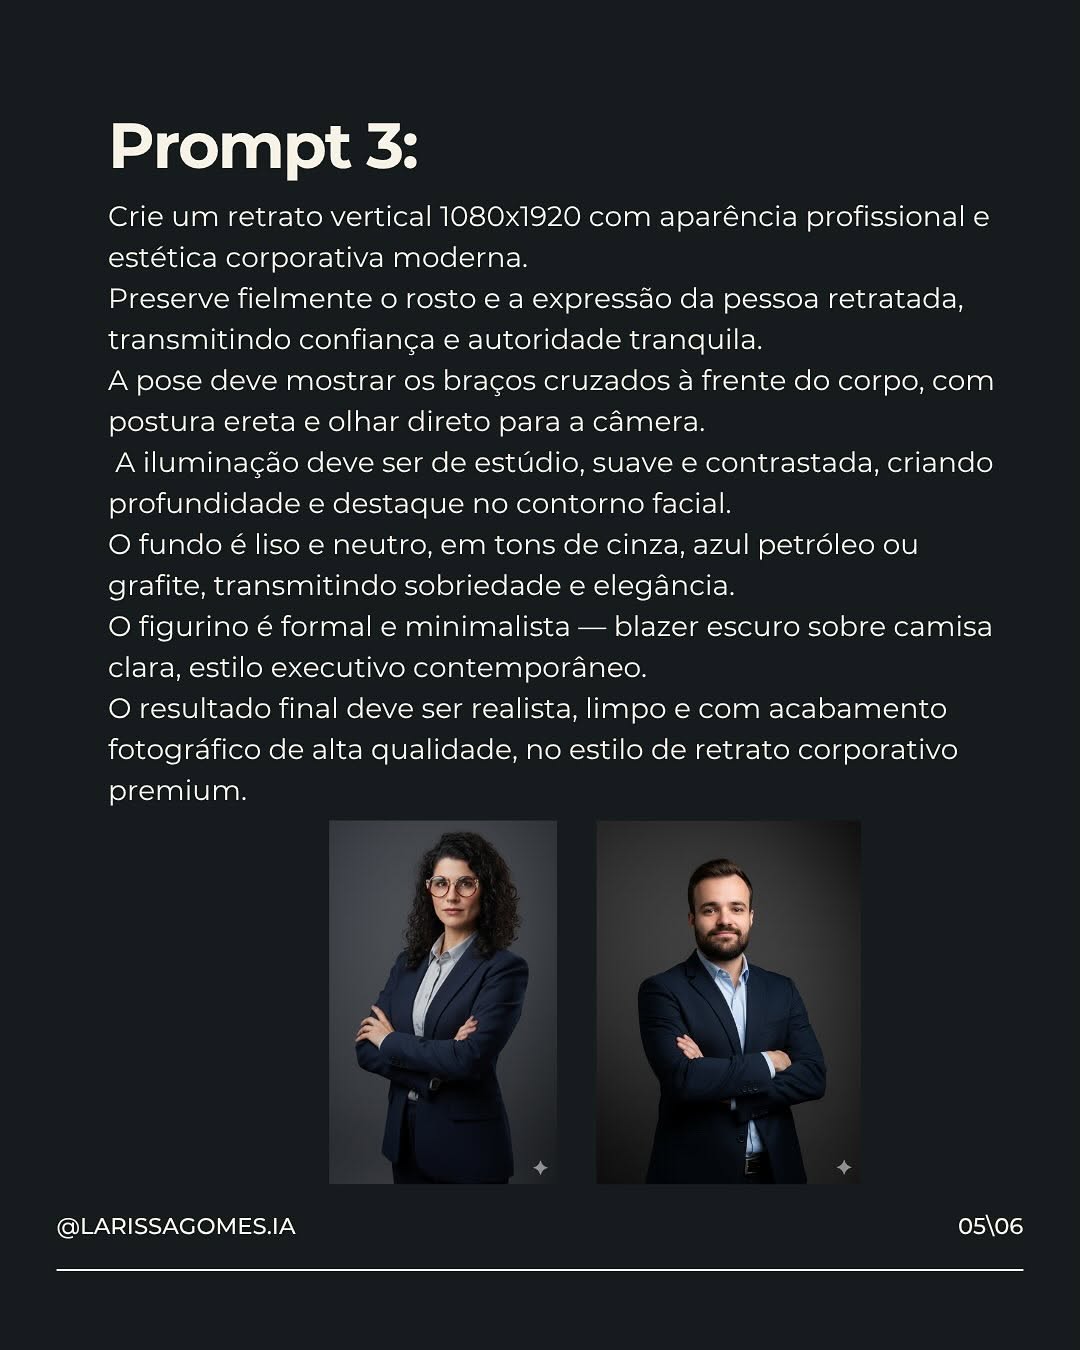 Prompt 3:
Crie um retrato vertical 1080x1920 com aparência profissional e
estética corporativa moderna.
Preserve fielmente o rosto e a expressão da pessoa retratada,
transmitindo confiança e autoridade tranquila.
A pose deve mostrar os braços cruzados à frente do corpo, com
postura ereta e olhar direto para a câmera.
A iluminação deve ser de estúdio, suave e contrastada, criando
profundidade e destaque no contorno facial.
O fundo é liso e neutro, em tons de cinza, azul petróleo ou
grafite, transmitindo sobriedade e elegância.
O figurino é formal e minimalista — blazer escuro sobre camisa
clara, estilo executivo contemporâneo.
O resultado final deve ser realista, limpo e com acabamento
fotográfico de alta qualidade, no estilo de retrato corporativo
premium.
@LARISSAGOMES.IA
05\06